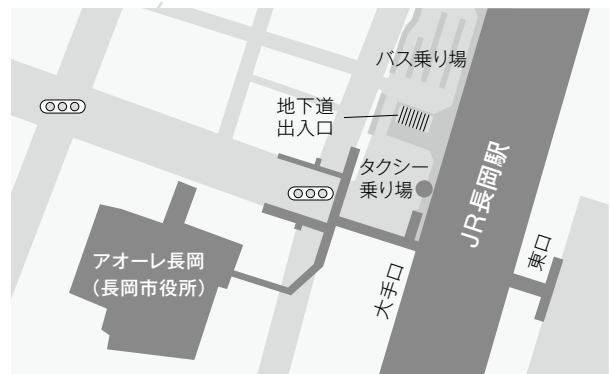 バス乗り場
地下道
出入口
タクシー
乗り場
JR長岡駅
東口
大手口
アオーレ長岡
(長岡市役所)